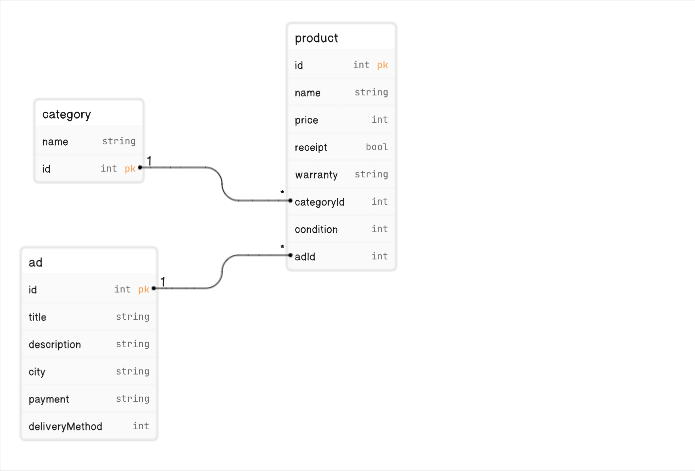 product
id int pk
name string
price int
receipt bool
warranty string
categoryId int
condition int
adId int
category
name string
id int pk
1
*
ad
id int pk
title string
description string
city string
payment string
deliveryMethod int
1
*